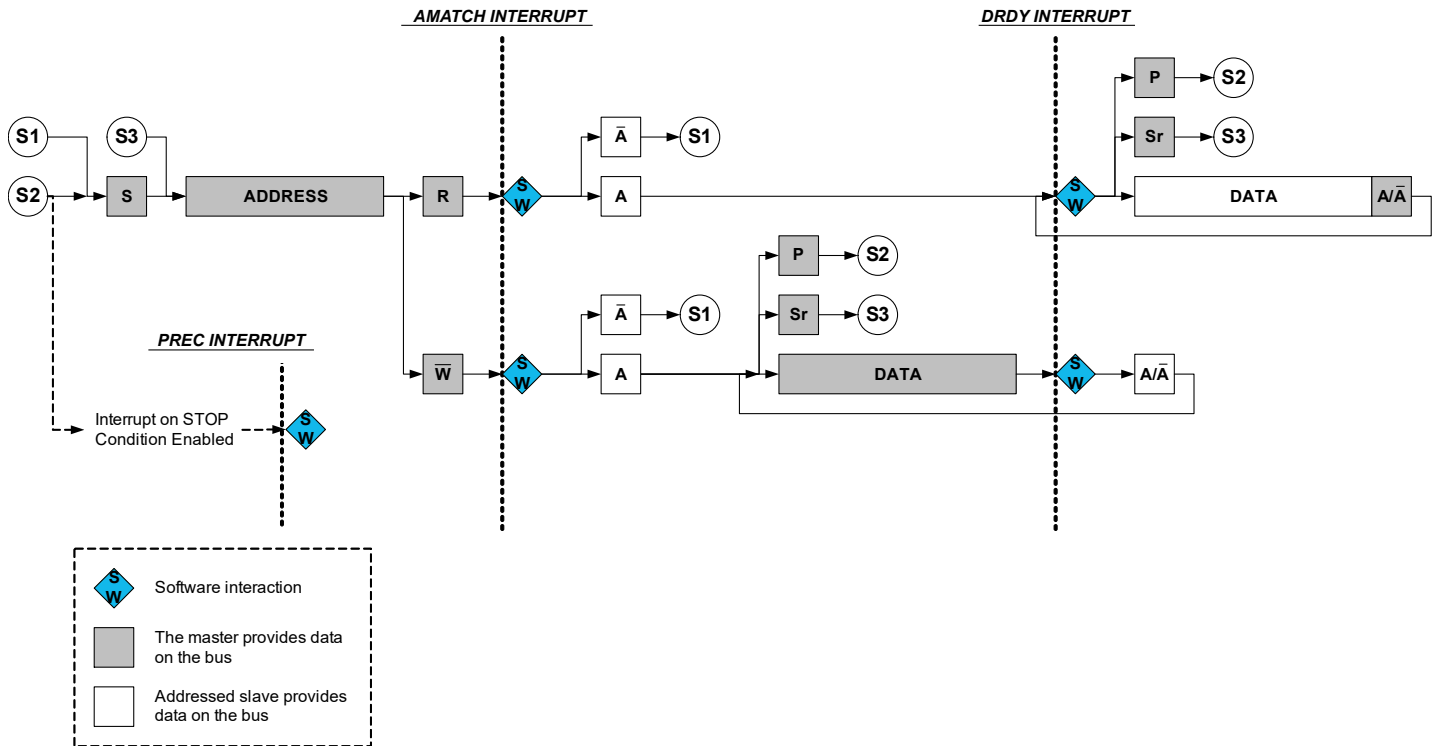 AMATCH INTERRUPT
DRDY INTERRUPT
P
S2
S1
S3
A̅
S1
Sr
S3
S2
S
ADDRESS
R
S
W
A
S
W
DATA
A/A̅
P
S2
A̅
S1
Sr
S3
PREC INTERRUPT
W̅
S
W
A
DATA
S
W
A/A̅
Interrupt on STOP
Condition Enabled
S
W
S
W
Software interaction
The master provides data
on the bus
Addressed slave provides
data on the bus